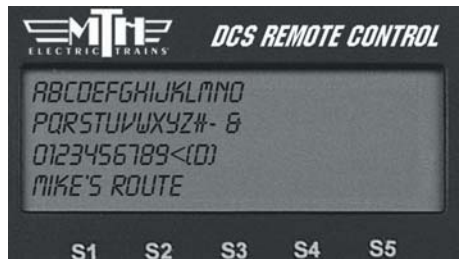 MTH
ELECTRIC TRAINS
DCS REMOTE CONTROL
ABCDEFGHIJKLMNO
PQRSTUVWXYZ#- &
0123456789<(D)
MIKE'S ROUTE
S1 S2 S3 S4 S5